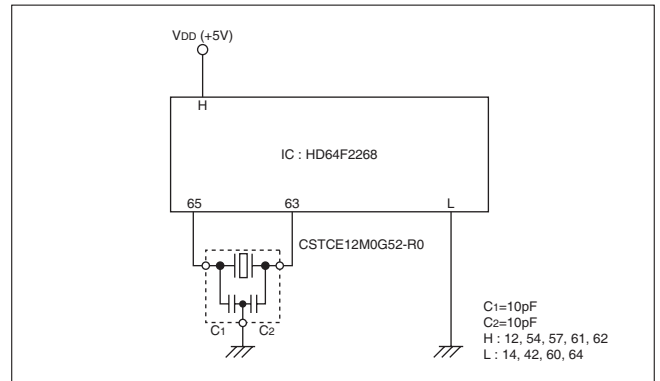 VDD (+5V)
H
IC : HD64F2268
65 63 L
CSTCE12M0G52-R0
C1 C2
C1=10pF
C2=10pF
H : 12, 54, 57, 61, 62
L : 14, 42, 60, 64